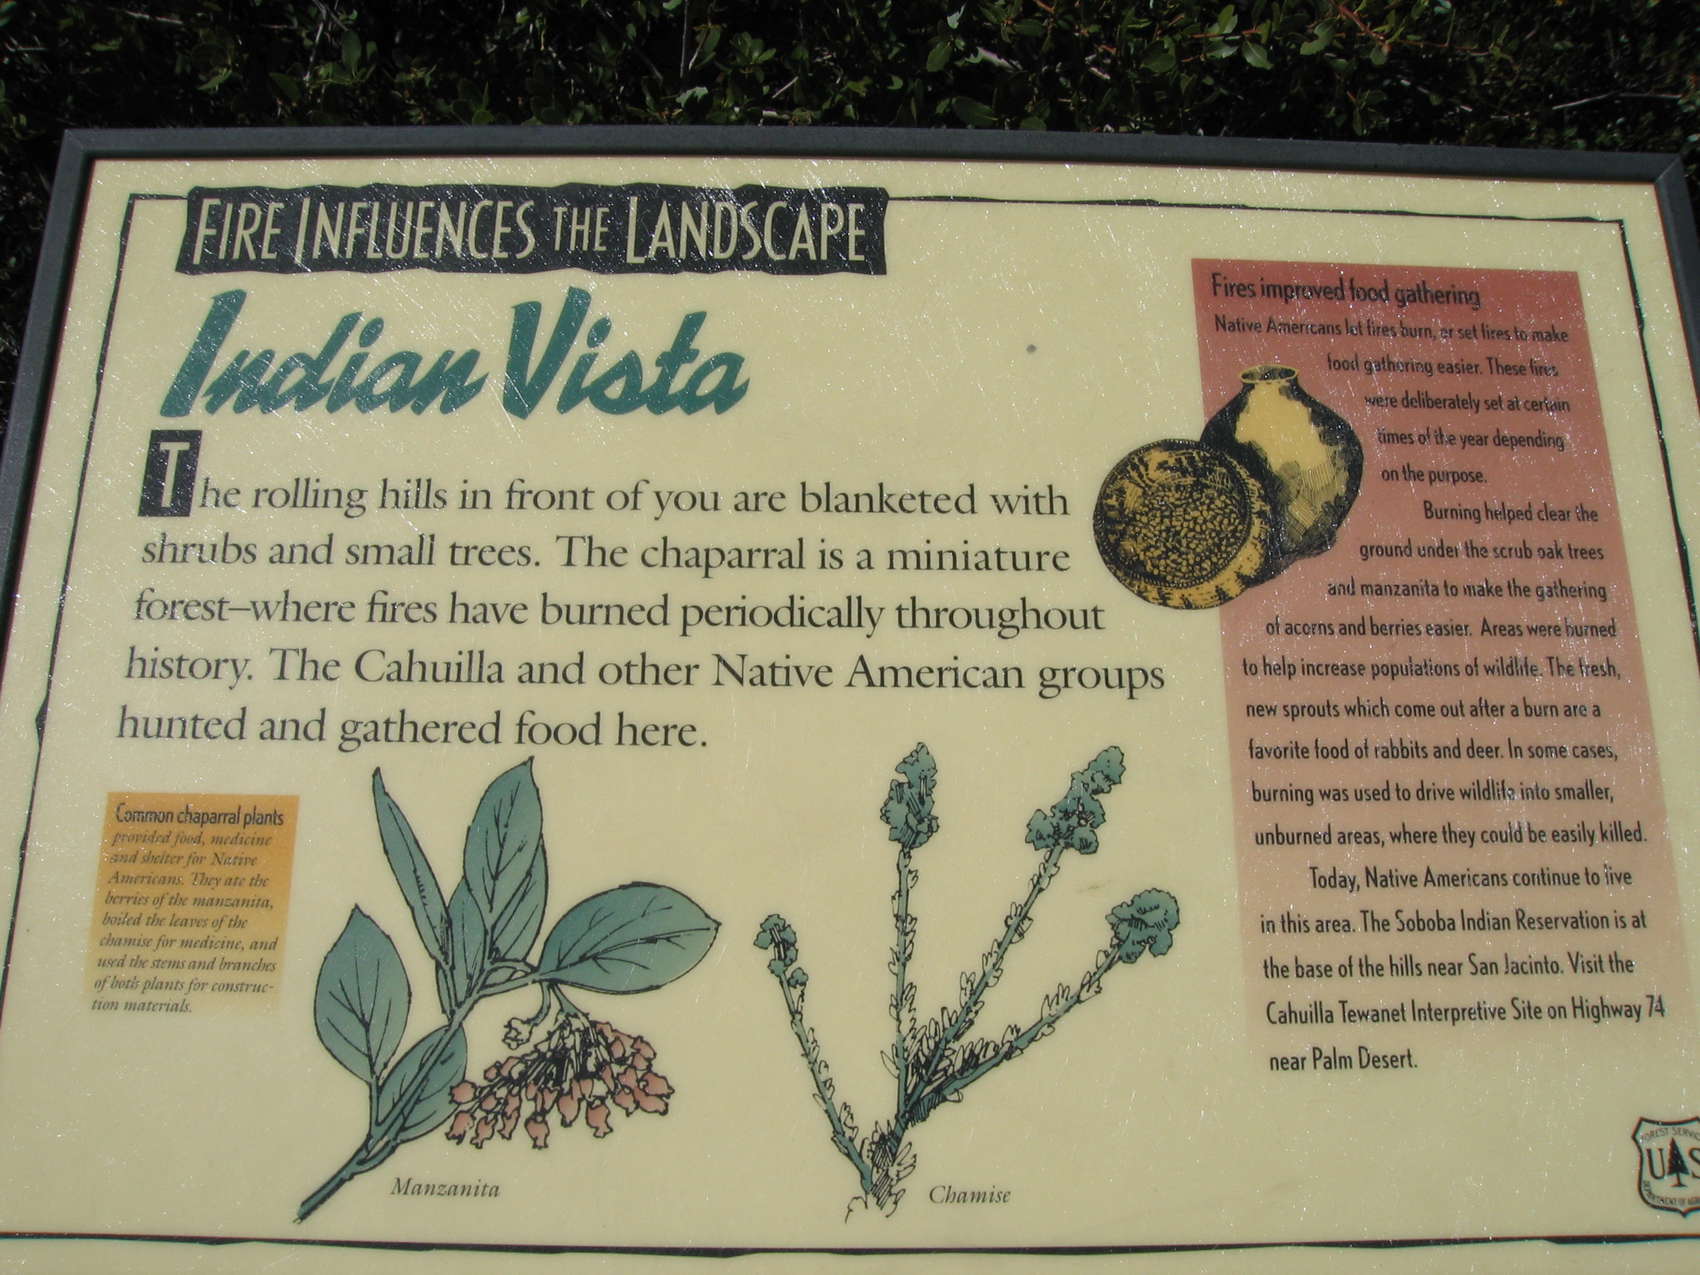 FIRE INFLUENCES THE LANDSCAPE
Indian Vista
The rolling hills in front of you are blanketed with
shrubs and small trees. The chaparral is a miniature
forest–where fires have burned periodically throughout
history. The Cahuilla and other Native American groups
hunted and gathered food here.
Common chaparral plants
provided food, medicine
and shelter for Native
Americans. They ate the
berries of the manzanita,
boiled the leaves of the
chamise for medicine, and
used the stems and branches
of both plants for construc-
tion materials.
Manzanita
Chamise
Fires improved food gathering
Native Americans let fires burn, or set fires to make
food gathering easier. These fires
were deliberately set at certain
times of the year depending
on the purpose.
Burning helped clear the
ground under the scrub oak trees
and manzanita to make the gathering
of acorns and berries easier. Areas were burned
to help increase populations of wildlife. The fresh,
new sprouts which come out after a burn are a
favorite food of rabbits and deer. In some cases,
burning was used to drive wildlife into smaller,
unburned areas, where they could be easily killed.
Today, Native Americans continue to live
in this area. The Soboba Indian Reservation is at
the base of the hills near San Jacinto. Visit the
Cahuilla Tewanet Interpretive Site on Highway 74
near Palm Desert.
FOREST SERVICE
U S
DEPARTMENT OF